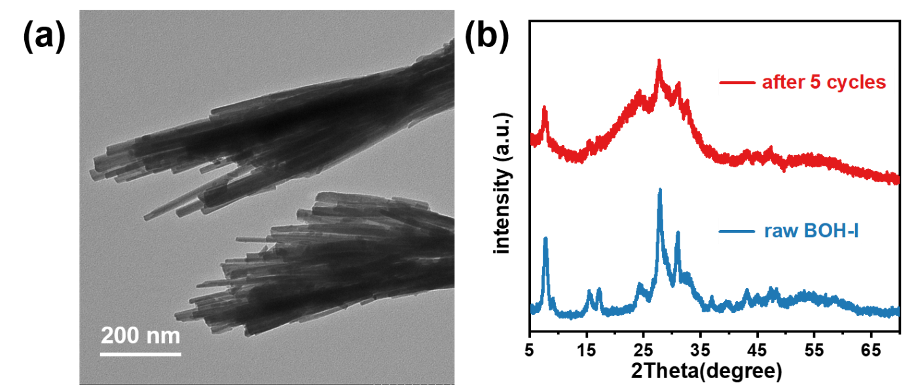 (a)
200 nm
(b)
intensity (a.u.)
after 5 cycles
raw BOH-I
5 15 25 35 45 55 65
2Theta(degree)